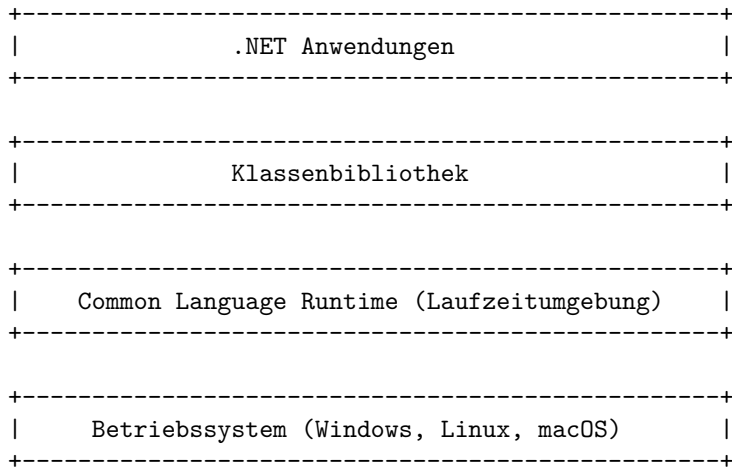 .NET Anwendungen
Klassenbibliothek
Common Language Runtime (Laufzeitumgebung)
Betriebssystem (Windows, Linux, macOS)